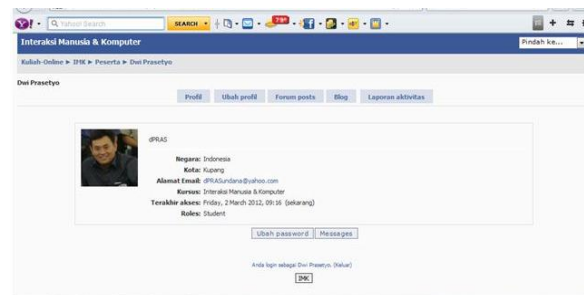 Y! Yahoo! Search SEARCH
Interaksi Manusia & Komputer Pindah ke...
Kuliah-Online ► IMK ► Peserta ► Dwi Prasetyo
Dwi Prasetyo
Profil Ubah profil Forum posts Blog Laporan aktivitas
dPRAS
Negara: Indonesia
Kota: Kupang
Alamat Email: dPRASundana@yahoo.com
Kursus: Interaksi Manusia & Komputer
Terakhir akses: Friday, 2 March 2012, 09:16 (sekarang)
Roles: Student
Ubah password Messages
Anda login sebagai Dwi Prasetyo. (Keluar)
IMK